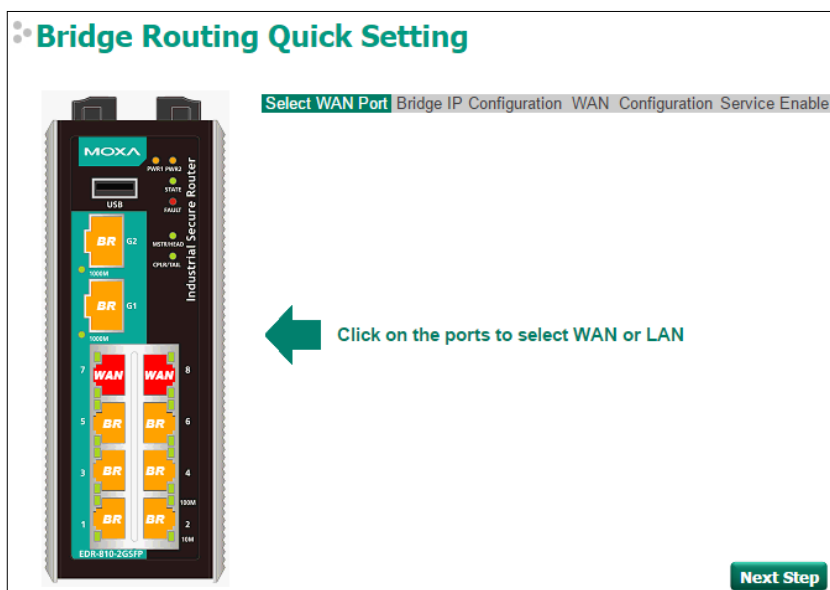 Bridge Routing Quick Setting
Select WAN Port Bridge IP Configuration WAN Configuration Service Enable
MOXA
PWR1 PWR2
STATE
FAULT
USB
MSTR/HEAD
CPLR/TAIL
Industrial Secure Router
BR G2
1000M
BR G1
1000M
Click on the ports to select WAN or LAN
7 WAN WAN 8
5 BR BR 6
3 BR BR 4
100M
1 BR BR 2
10M
EDR-810-2GSFP
Next Step